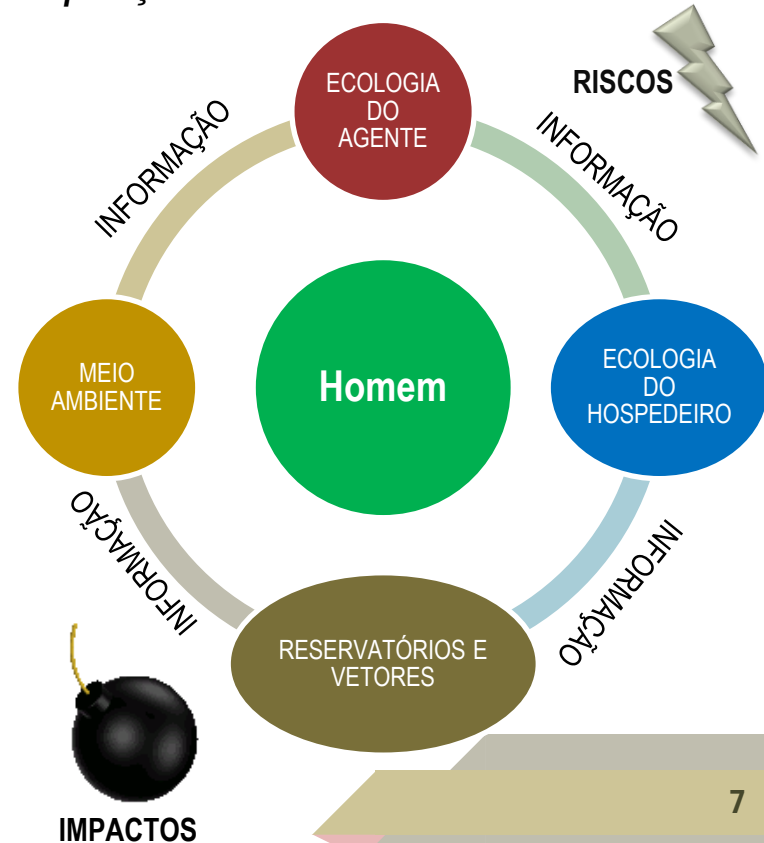 RISCOS
ECOLOGIA
DO
AGENTE
INFORMAÇÃO
INFORMAÇÃO
MEIO
AMBIENTE
Homem
ECOLOGIA
DO
HOSPEDEIRO
INFORMAÇÃO
INFORMAÇÃO
RESERVATÓRIOS E
VETORES
IMPACTOS
7